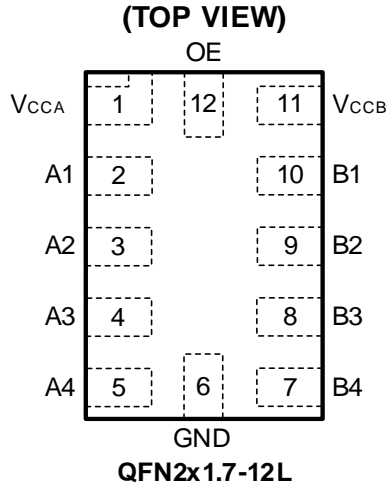 (TOP VIEW)
OE
VCCA 1 12 11 VCCB
A1 2 10 B1
A2 3 9 B2
A3 4 8 B3
A4 5 6 7 B4
GND
QFN2x1.7-12L